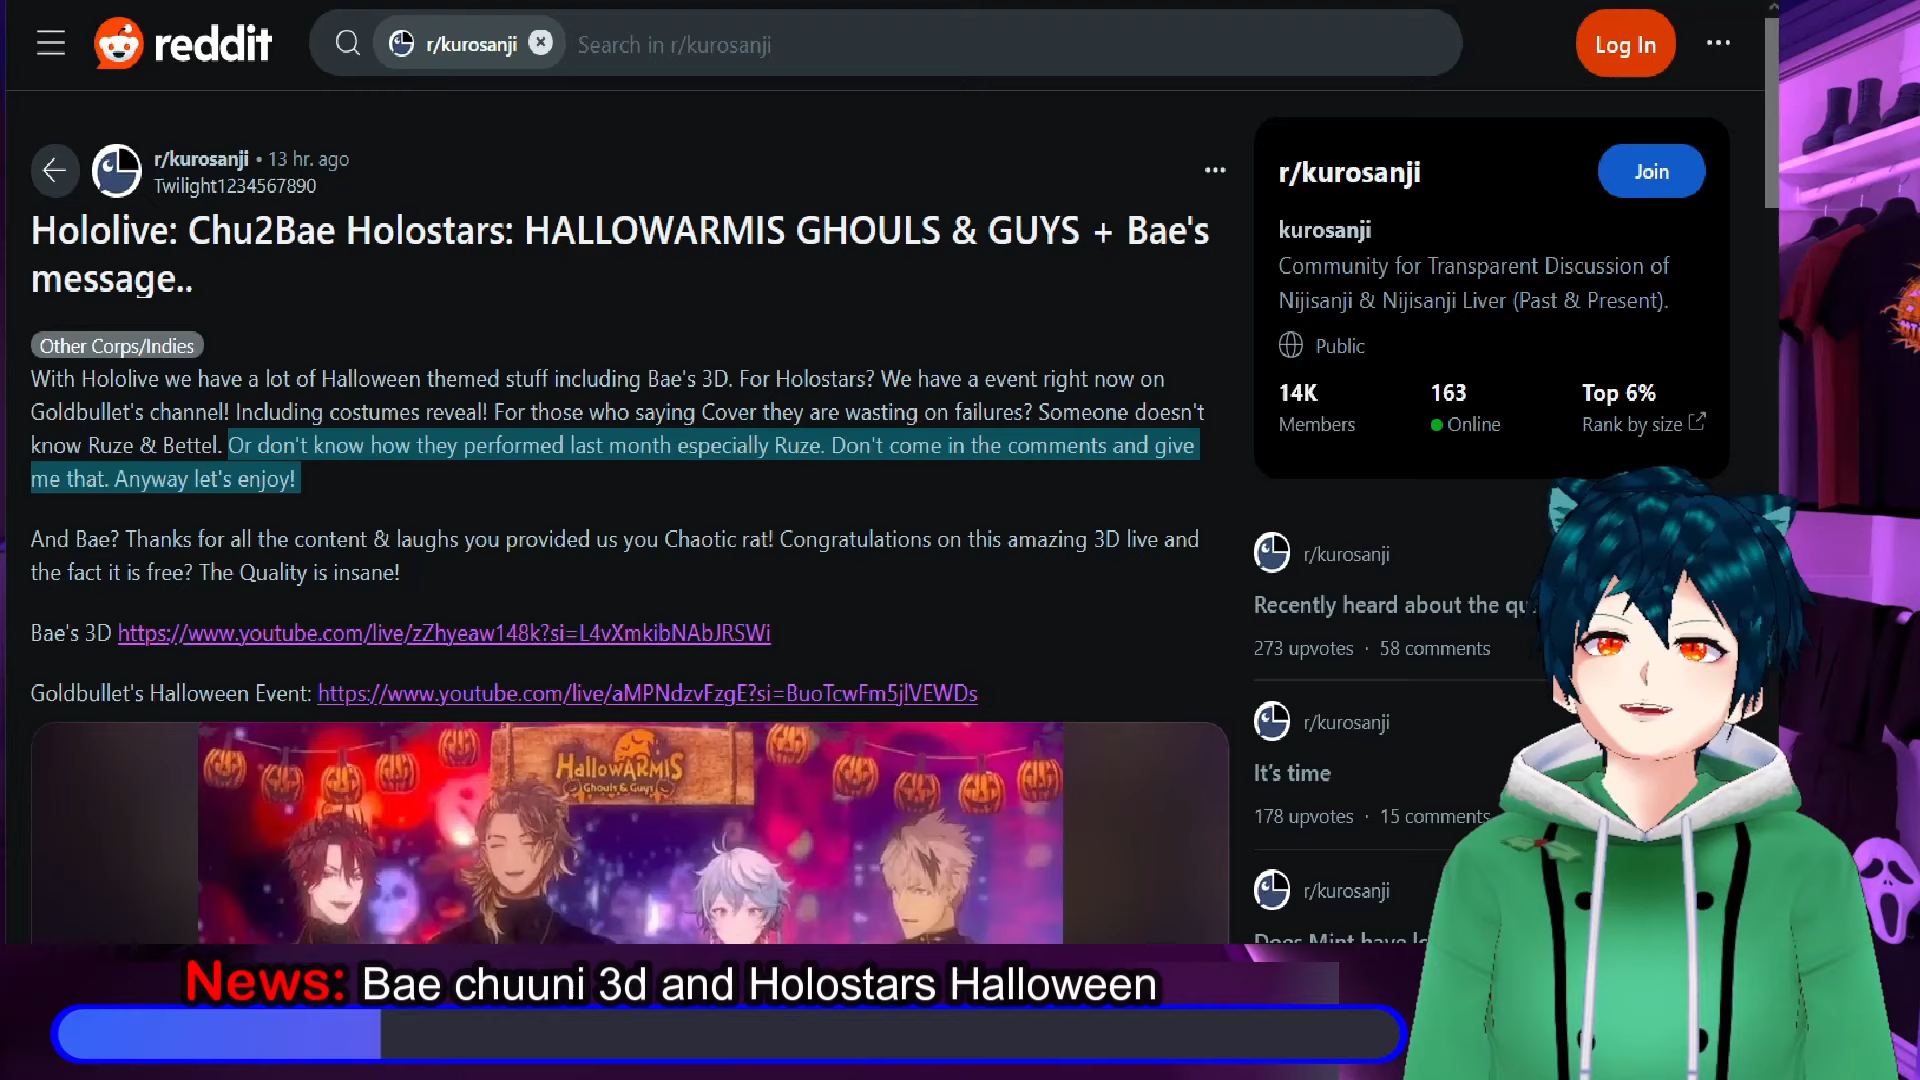 reddit
r/kurosanji
Search in r/kurosanji
Log In
r/kurosanji • 13 hr. ago
Twilight1234567890
Hololive: Chu2Bae Holostars: HALLOWARMIS GHOULS & GUYS + Bae's
message..
Other Corps/Indies
With Hololive we have a lot of Halloween themed stuff including Bae's 3D. For Holostars? We have a event right now on
Goldbullet's channel! Including costumes reveal! For those who saying Cover they are wasting on failures? Someone doesn't
know Ruze & Bettel. Or don't know how they performed last month especially Ruze. Don't come in the comments and give
me that. Anyway let's enjoy!
And Bae? Thanks for all the content & laughs you provided us you Chaotic rat! Congratulations on this amazing 3D live and
the fact it is free? The Quality is insane!
Bae's 3D https://www.youtube.com/live/zZhyeaw148k?si=L4vXmkibNAbJRSWi
Goldbullet's Halloween Event: https://www.youtube.com/live/aMPNdzvFzgE?si=BuoTcwFm5jlVEWDs
HallowARMIS
Ghouls & Guys
r/kurosanji
Join
kurosanji
Community for Transparent Discussion of
Nijisanji & Nijisanji Liver (Past & Present).
Public
14K
163
Top 6%
Members
Online
Rank by size
r/kurosanji
Recently heard about the
273 upvotes · 58 comments
r/kurosanji
It's time
178 upvotes · 15 comments
r/kurosanji
Does Mint have
News: Bae chuuni 3d and Holostars Halloween